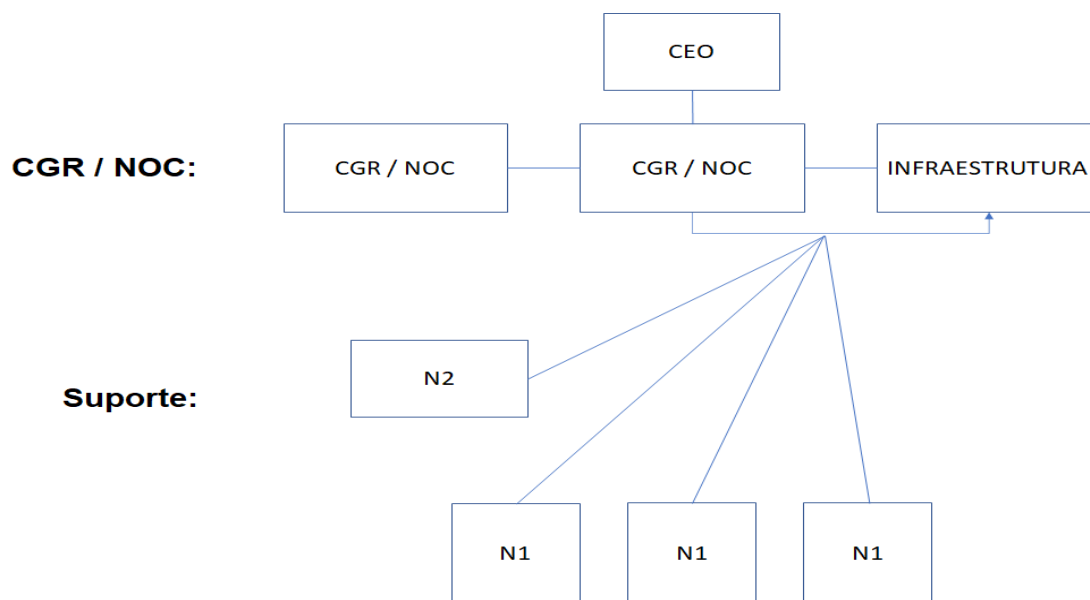 CEO
CGR / NOC:
CGR / NOC
CGR / NOC
INFRAESTRUTURA
Suporte:
N2
N1
N1
N1